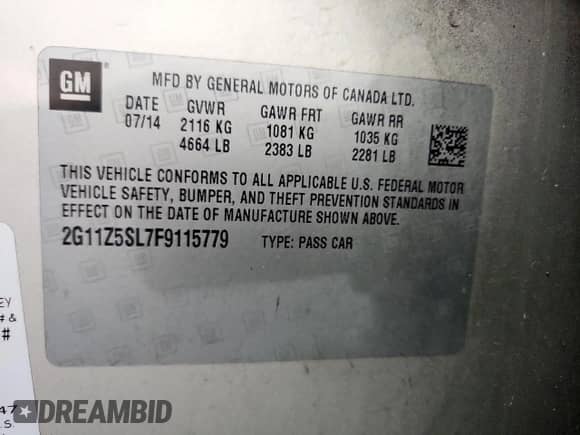 GM
MFD BY GENERAL MOTORS OF CANADA LTD.
DATE GVWR GAWR FRT GAWR RR
07/14 2116 KG 1081 KG 1035 KG
4664 LB 2383 LB 2281 LB
THIS VEHICLE CONFORMS TO ALL APPLICABLE U.S. FEDERAL MOTOR
VEHICLE SAFETY, BUMPER, AND THEFT PREVENTION STANDARDS IN
EFFECT ON THE DATE OF MANUFACTURE SHOWN ABOVE.
2G11Z5SL7F9115779 TYPE: PASS CAR
EY
# &
#
47
.S.
DREAMBID